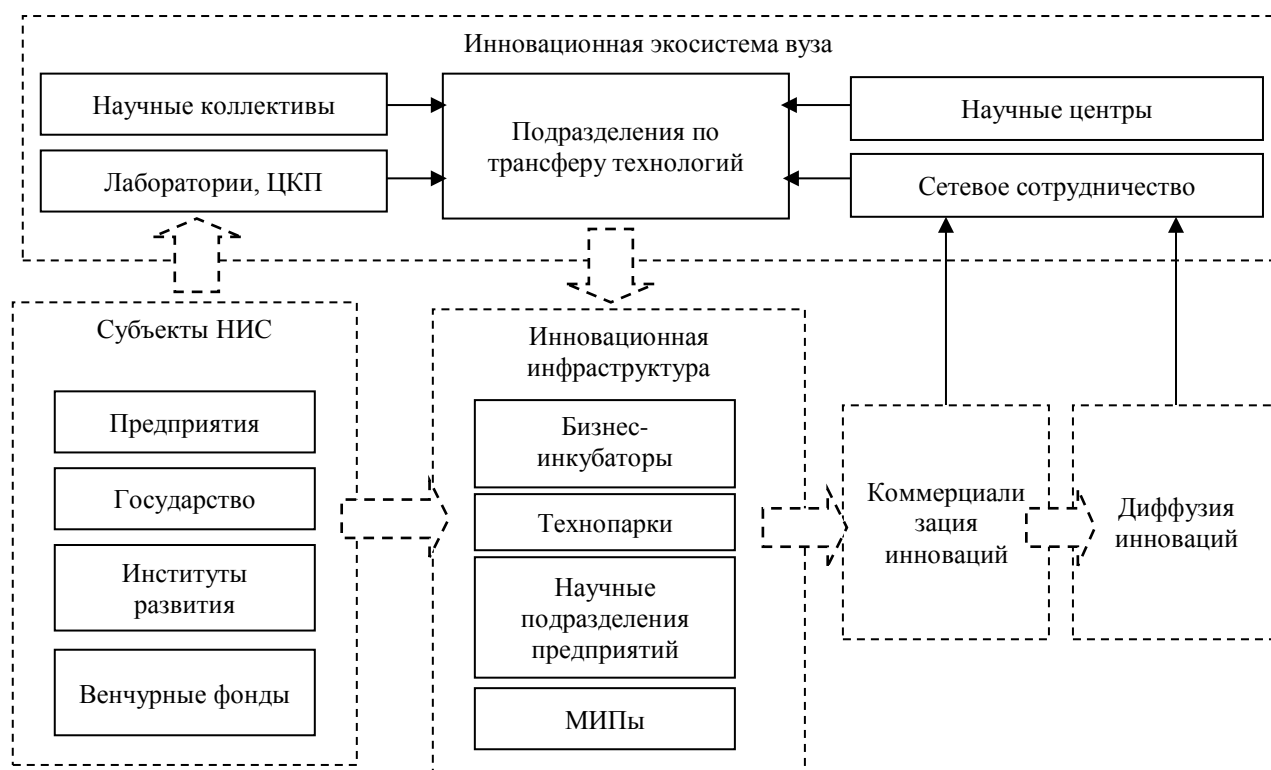 Инновационная экосистема вуза
Научные коллективы
Лаборатории, ЦКП
Подразделения по
трансферу технологий
Научные центры
Сетевое сотрудничество
Субъекты НИС
Предприятия
Государство
Институты
развития
Венчурные фонды
Инновационная
инфраструктура
Бизнес-
инкубаторы
Технопарки
Научные
подразделения
предприятий
МИПы
Коммерциали
зация
инноваций
Диффузия
инноваций